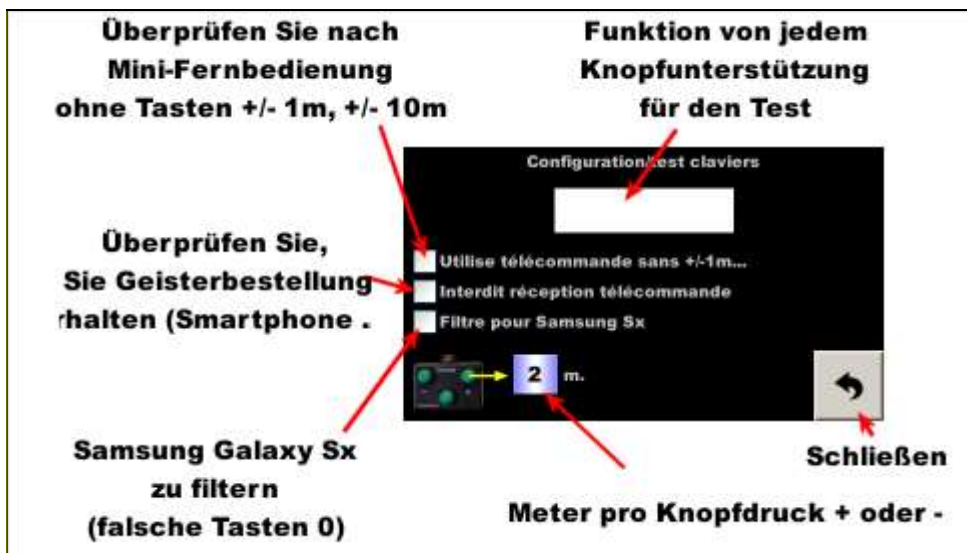 Überprüfen Sie nach
Mini-Fernbedienung
ohne Tasten +/- 1m, +/- 10m
Funktion von jedem
Knopfunterstützung
für den Test
Configuration/test claviers
Überprüfen Sie,
Sie Geisterbestellung
rhalten (Smartphone .
Utilise télécommande sans +/-1m...
Interdit réception télécommande
Filtre pour Samsung Sx
2 m.
Samsung Galaxy Sx
zu filtern
(falsche Tasten 0)
Schließen
Meter pro Knopfdruck + oder -